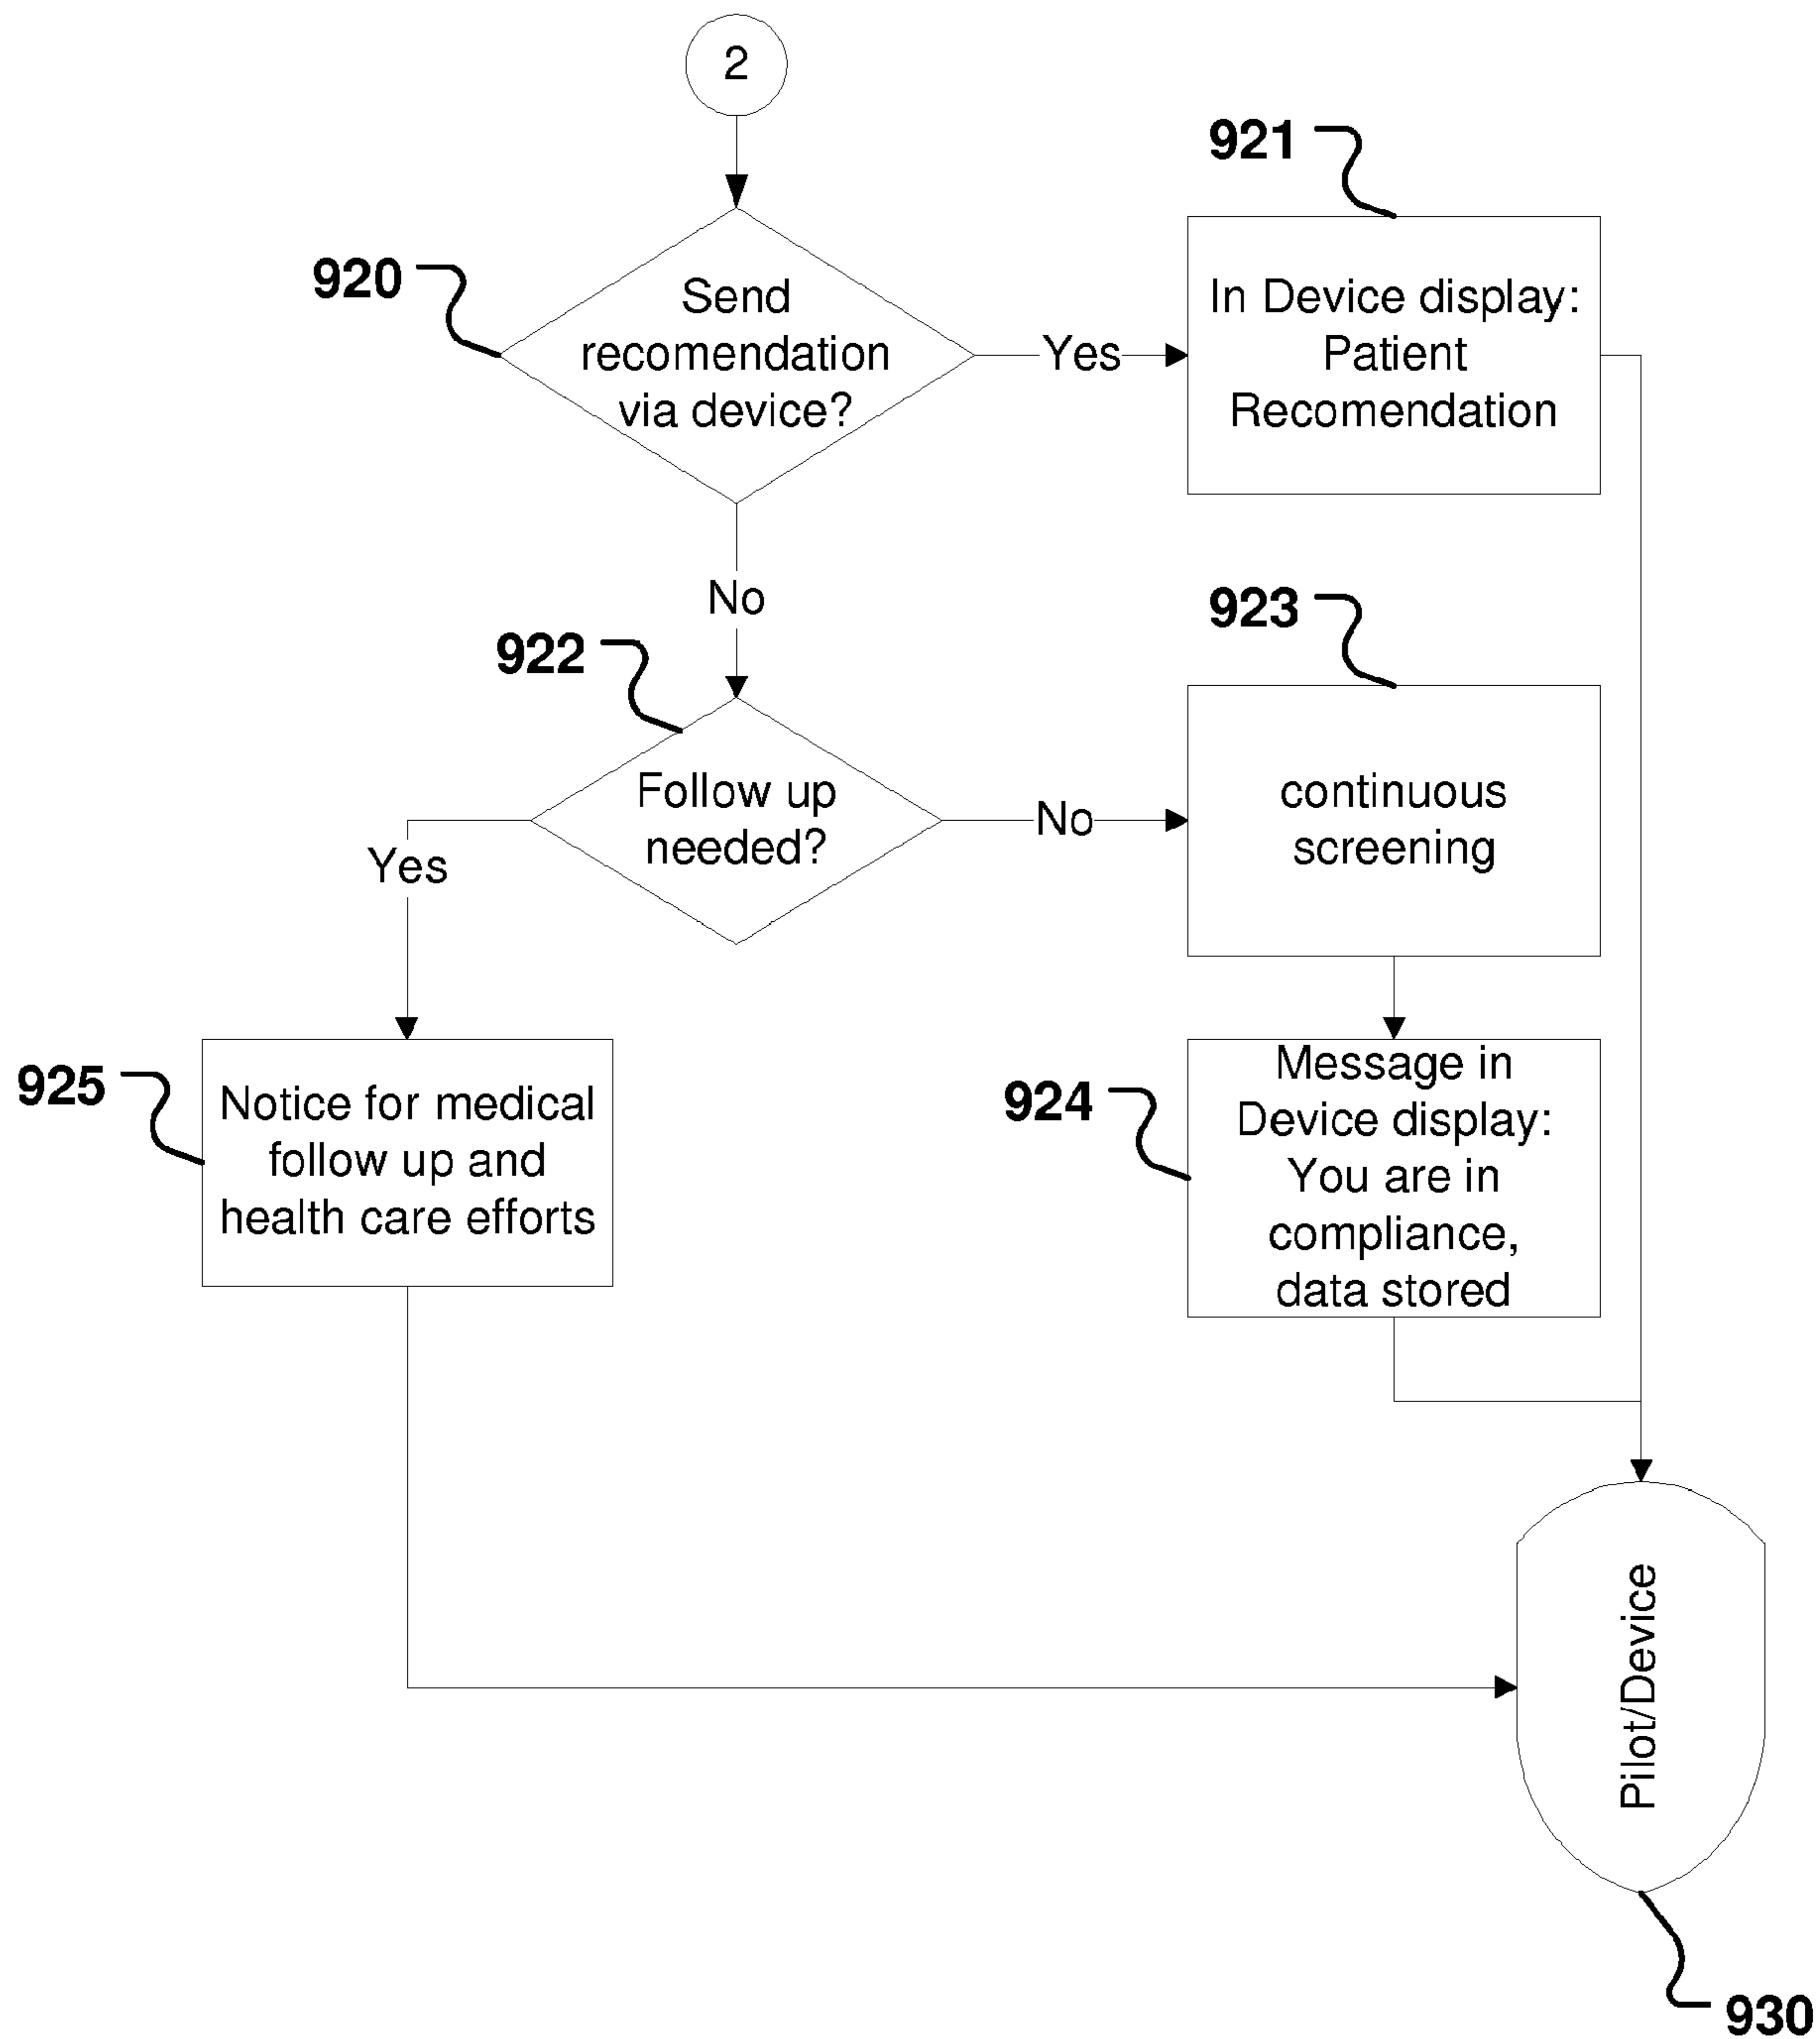 2
921
920
Send
recomendation
via device?
Yes
In Device display:
Patient
Recomendation
No
922
923
Follow up
needed?
No
continuous
screening
Yes
925
Notice for medical
follow up and
health care efforts
924
Message in
Device display:
You are in
compliance,
data stored
Pilot/Device
930